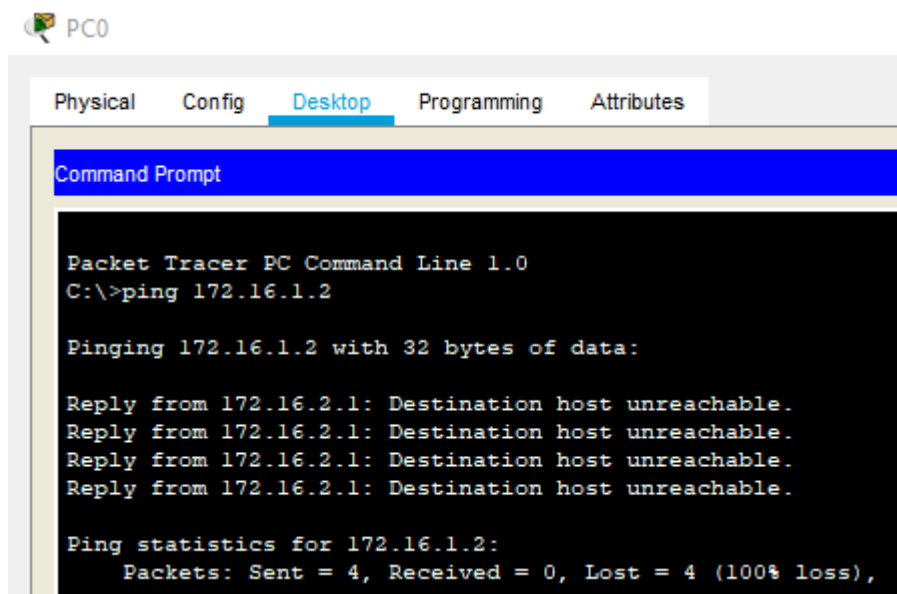 PC0
Physical Config Desktop Programming Attributes
Command Prompt
Packet Tracer PC Command Line 1.0
C:\>ping 172.16.1.2
Pinging 172.16.1.2 with 32 bytes of data:
Reply from 172.16.2.1: Destination host unreachable.
Reply from 172.16.2.1: Destination host unreachable.
Reply from 172.16.2.1: Destination host unreachable.
Reply from 172.16.2.1: Destination host unreachable.
Ping statistics for 172.16.1.2:
Packets: Sent = 4, Received = 0, Lost = 4 (100% loss),